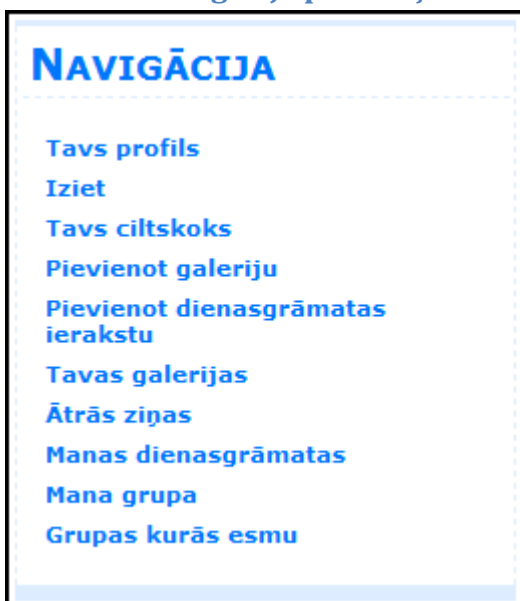 NAVIGĀCIJA
Tavs profils
Iziet
Tavs ciltskoks
Pievienot galeriju
Pievienot dienasgrāmatas
ierakstu
Tavas galerijas
Ātrās ziņas
Manas dienasgrāmatas
Mana grupa
Grupas kurās esmu